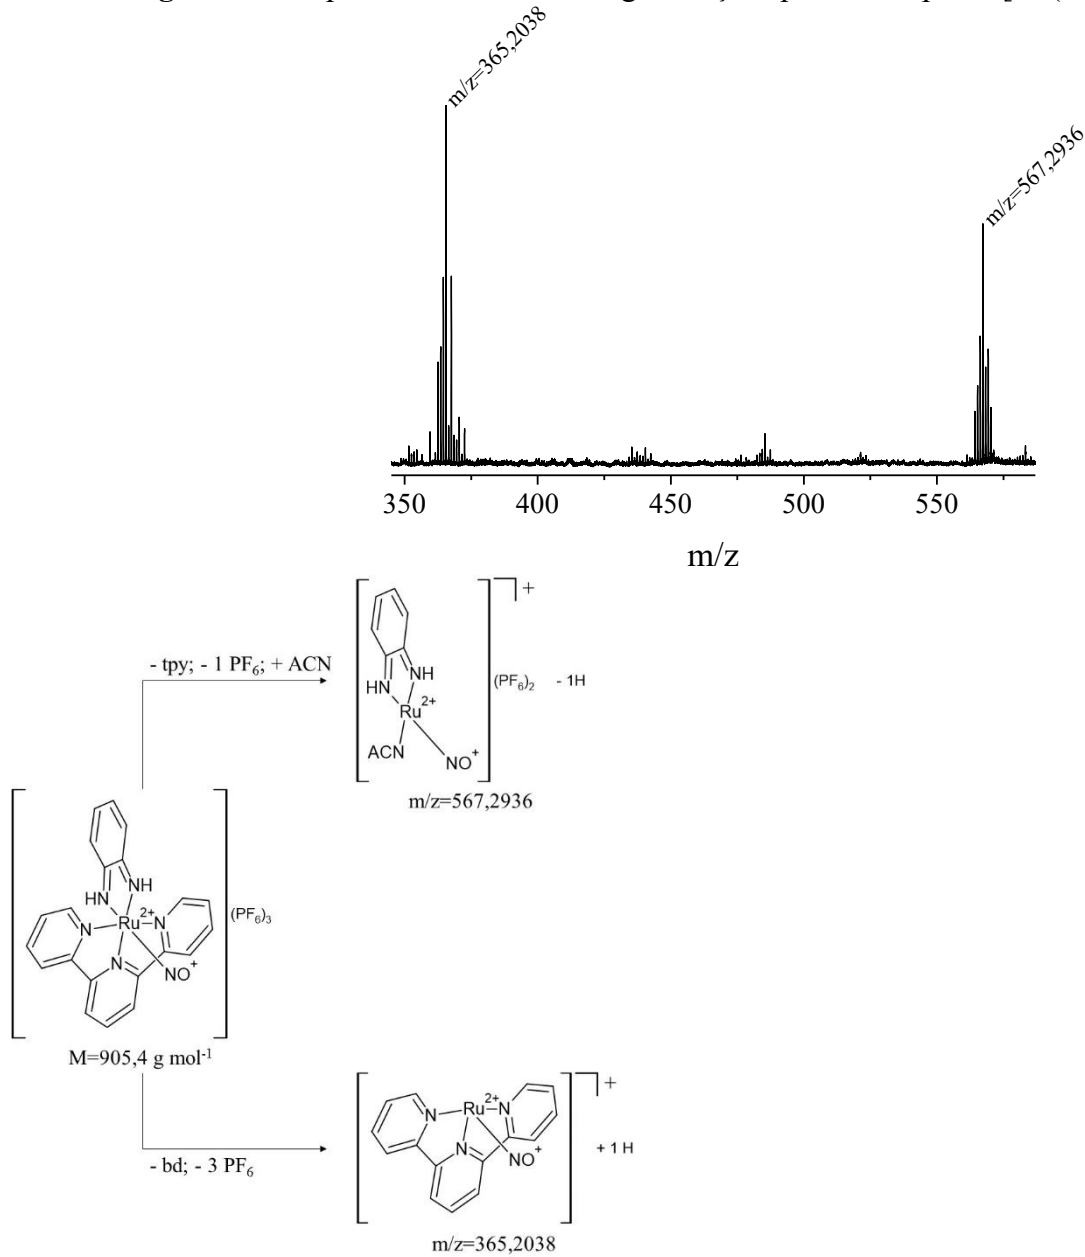 m/z=365,2038
m/z=567,2936
350 400 450 500 550
m/z
- tpy; - 1 PF₆; + ACN
+
HN NH
Ru²⁺
ACN NO⁺
(PF₆)₂ - 1H
m/z=567,2936
HN NH
N Ru²⁺ N
N
NO⁺
(PF₆)₃
M=905,4 g mol⁻¹
- bd; - 3 PF₆
+
N Ru²⁺ N
N
NO⁺
+ 1 H
m/z=365,2038